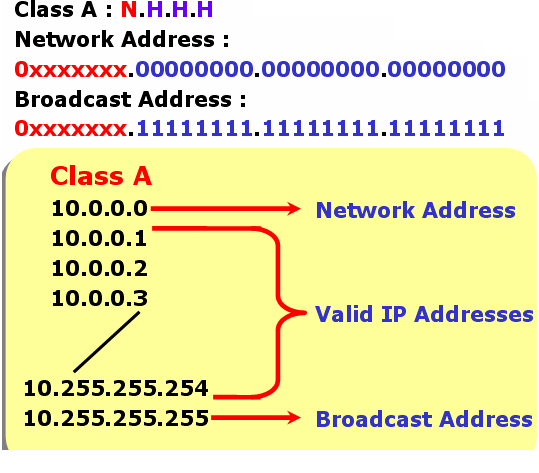 Class A : N.H.H.H
Network Address :
0xxxxxxx.00000000.00000000.00000000
Broadcast Address :
0xxxxxxx.11111111.11111111.11111111
Class A
10.0.0.0 Network Address
10.0.0.1
10.0.0.2
10.0.0.3
Valid IP Addresses
10.255.255.254
10.255.255.255 Broadcast Address